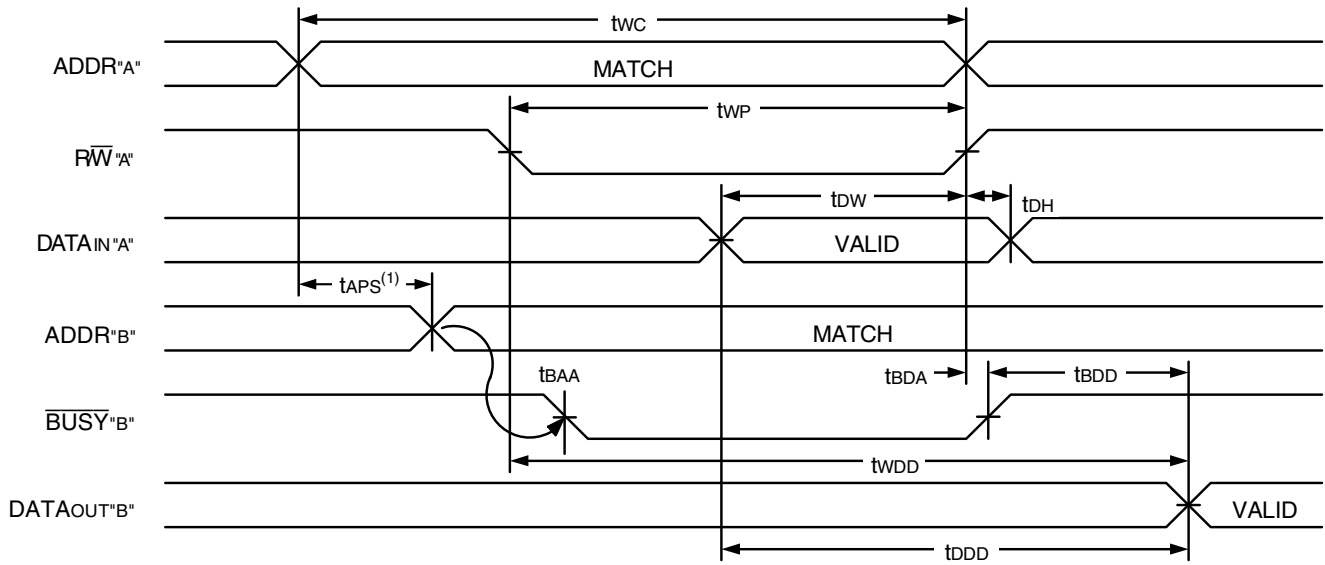 tWC
ADDR"A"
MATCH
tWP
R/W̅"A"
tDW
tDH
DATAIN"A"
VALID
tAPS(1)
ADDR"B"
MATCH
tBAA
tBDA
tBDD
B̅U̅S̅Y̅"B"
tWDD
DATAOUT"B"
VALID
tDDD